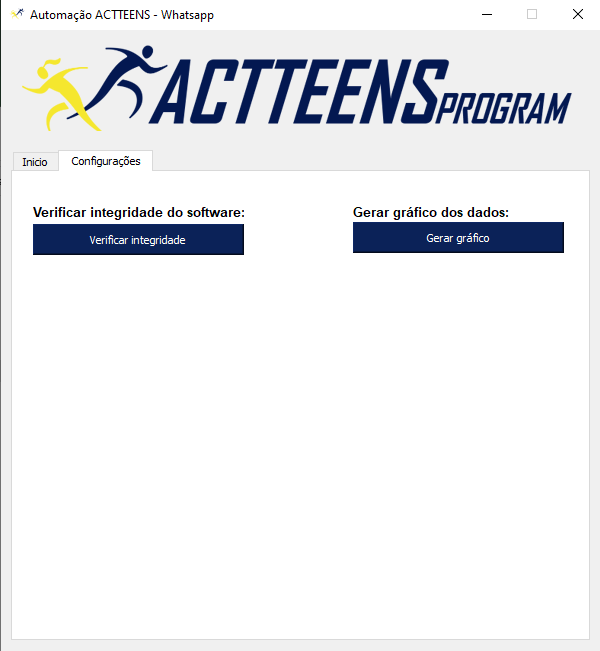 Automação ACTTEENS - Whatsapp
ACTTEENS PROGRAM
Inicio
Configurações
Verificar integridade do software:
Gerar gráfico dos dados:
Verificar integridade
Gerar gráfico